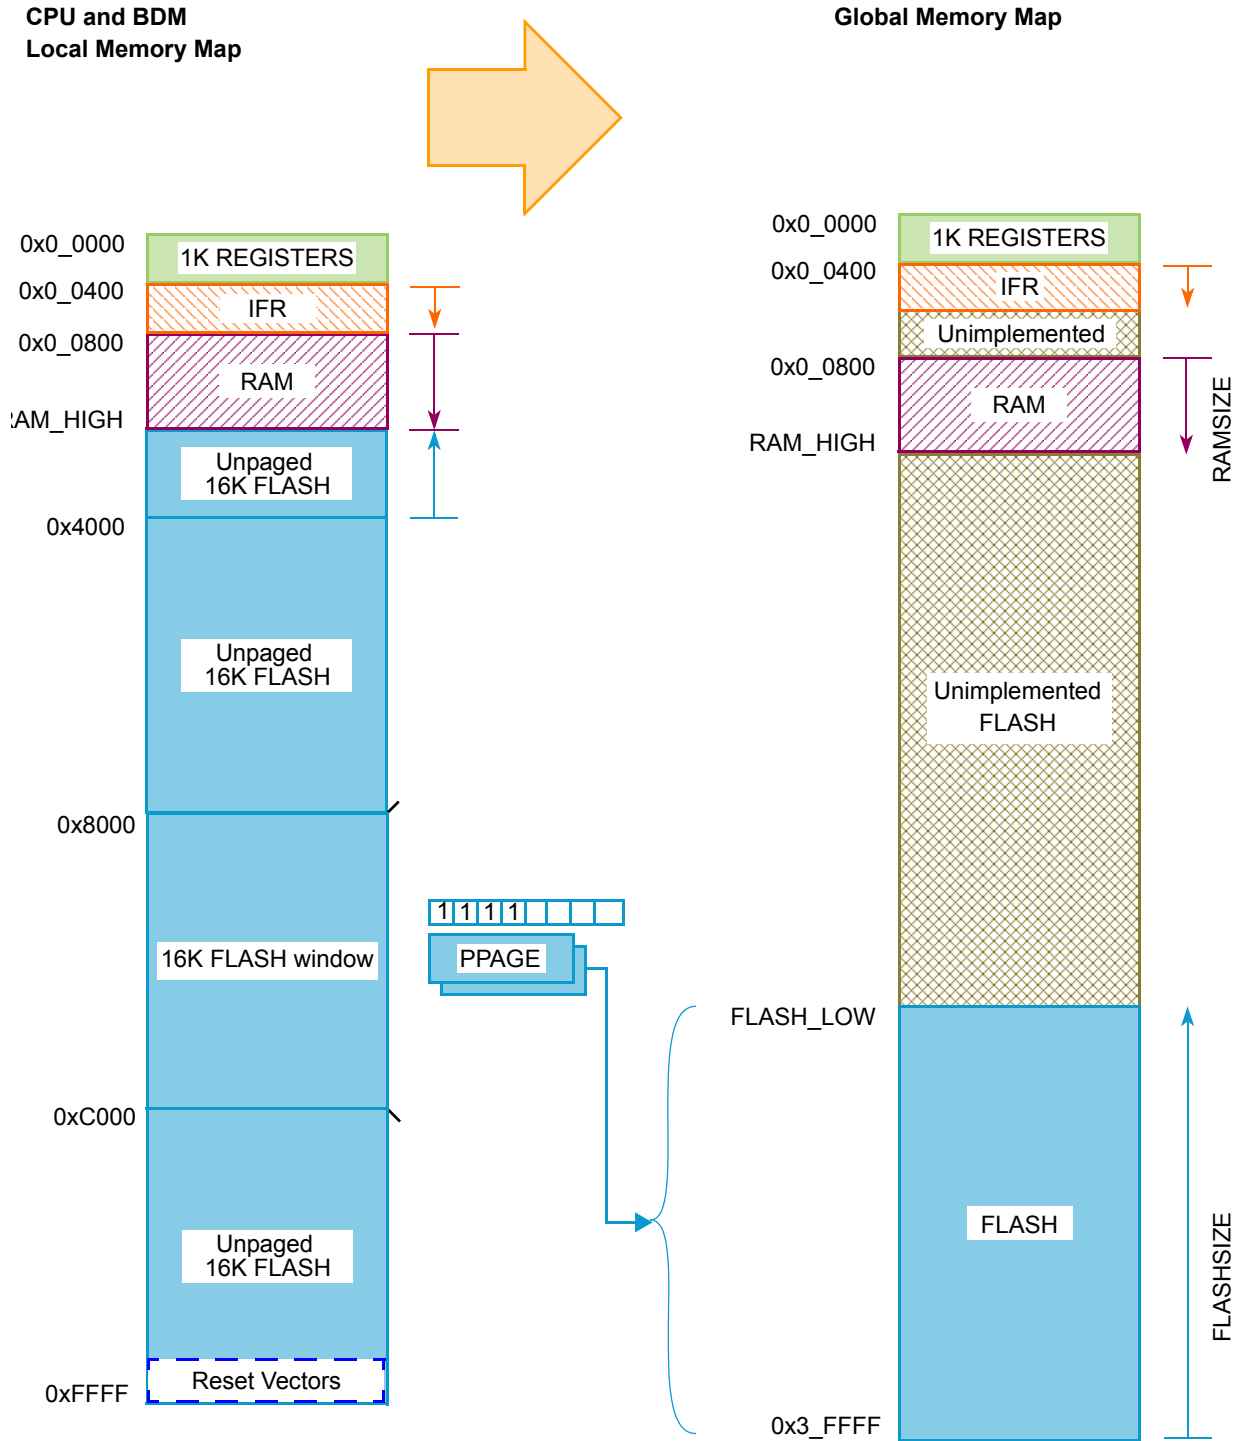 CPU and BDM
Local Memory Map
Global Memory Map
0x0_0000
1K REGISTERS
0x0_0400
IFR
0x0_0800
RAM
RAM_HIGH
Unpaged
16K FLASH
0x4000
Unpaged
16K FLASH
0x8000
16K FLASH window
0xC000
Unpaged
16K FLASH
Reset Vectors
0xFFFF
1 1 1 1
PPAGE
0x0_0000
1K REGISTERS
0x0_0400
IFR
Unimplemented
0x0_0800
RAM
RAM_HIGH
RAMSIZE
Unimplemented
FLASH
FLASH_LOW
FLASH
FLASHSIZE
0x3_FFFF